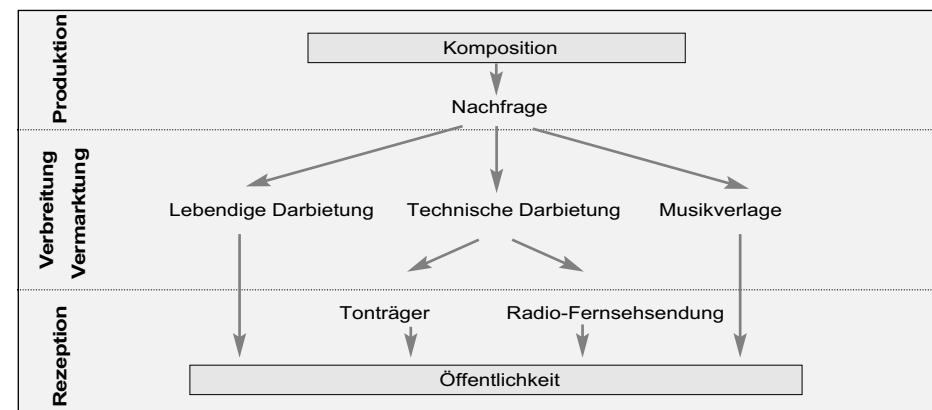 Produktion
Komposition
Nachfrage
Verbreitung
Vermarktung
Lebendige Darbietung
Technische Darbietung
Musikverlage
Rezeption
Tonträger
Radio-Fernsehsendung
Öffentlichkeit